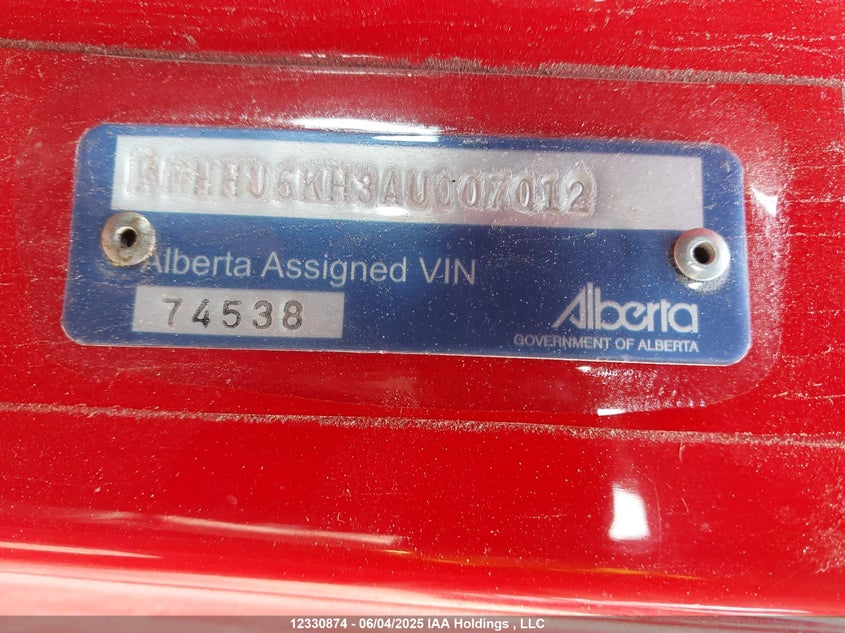 Alberta Assigned VIN
74538
Alberta
GOVERNMENT OF ALBERTA
12330874 - 06/04/2025 IAA Holdings , LLC